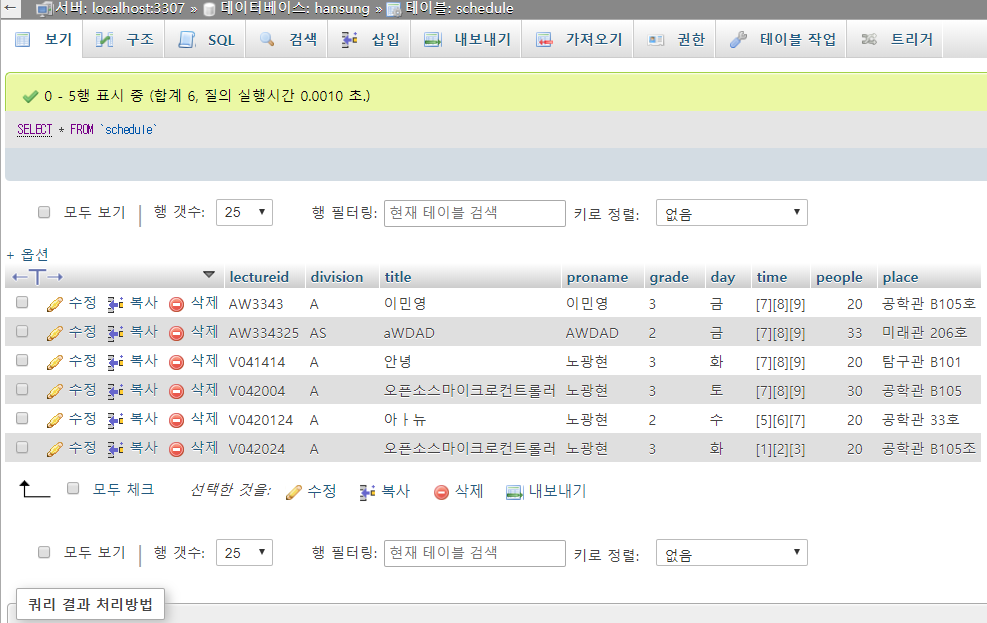 서버: localhost:3307 » 데이터베이스: hansung » 테이블: schedule
보기 구조 SQL 검색 삽입 내보내기 가져오기 권한 테이블 작업 트리거
0 - 5행 표시 중 (합계 6, 질의 실행시간 0.0010 초.)
SELECT * FROM `schedule`
모두 보기 행 갯수: 25 행 필터링: 현재 테이블 검색 키로 정렬: 없음
+ 옵션
←T→ lectureid division title proname grade day time people place
수정 복사 삭제 AW3343 A 이민영 이민영 3 금 [7][8][9] 20 공학관 B105호
수정 복사 삭제 AW334325 AS aWDAD AWDAD 2 금 [7][8][9] 33 미래관 206호
수정 복사 삭제 V041414 A 안녕 노광현 3 화 [7][8][9] 20 탐구관 B101
수정 복사 삭제 V042004 A 오픈소스마이크로컨트롤러 노광현 3 토 [7][8][9] 30 공학관 B105
수정 복사 삭제 V0420124 A 아ㅏ뉴 노광현 2 수 [5][6][7] 20 공학관 33호
수정 복사 삭제 V042024 A 오픈소스마이크로컨트롤러 노광현 3 화 [1][2][3] 20 공학관 B105조
모두 체크 선택한 것을: 수정 복사 삭제 내보내기
모두 보기 행 갯수: 25 행 필터링: 현재 테이블 검색 키로 정렬: 없음
쿼리 결과 처리방법